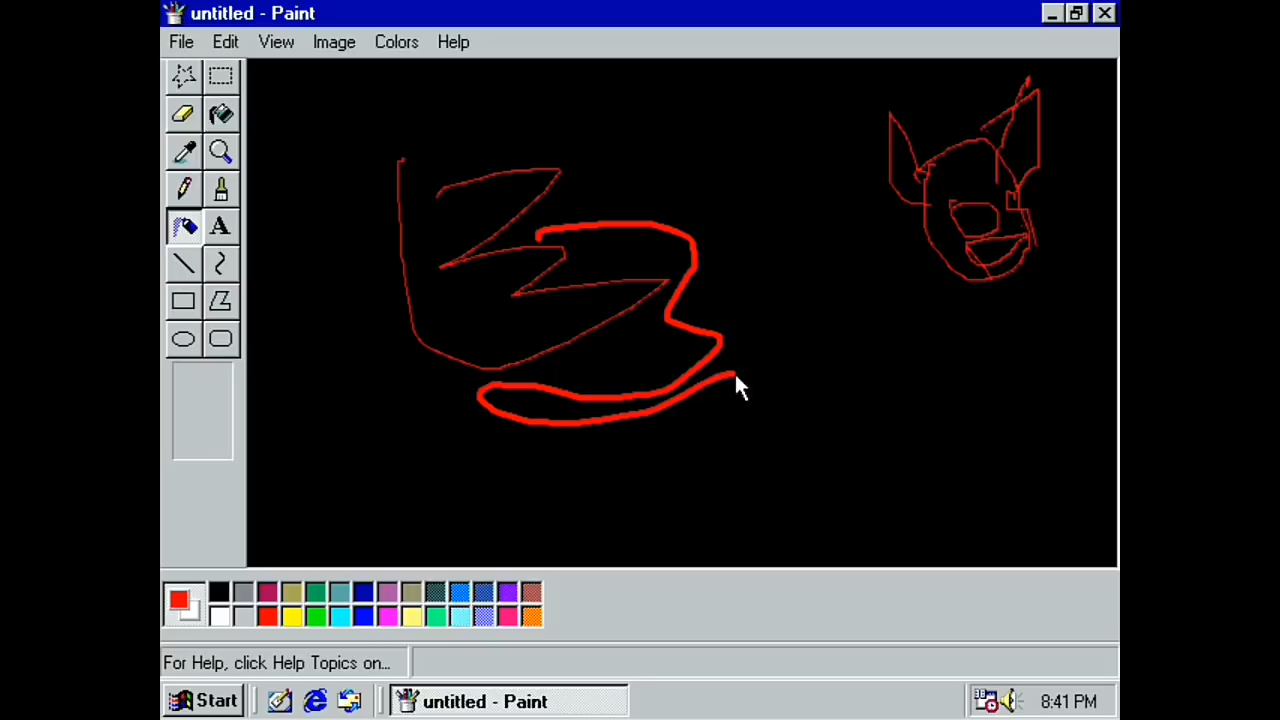 untitled - Paint
File Edit View Image Colors Help
A
For Help, click Help Topics on...
Start untitled - Paint 8:41 PM